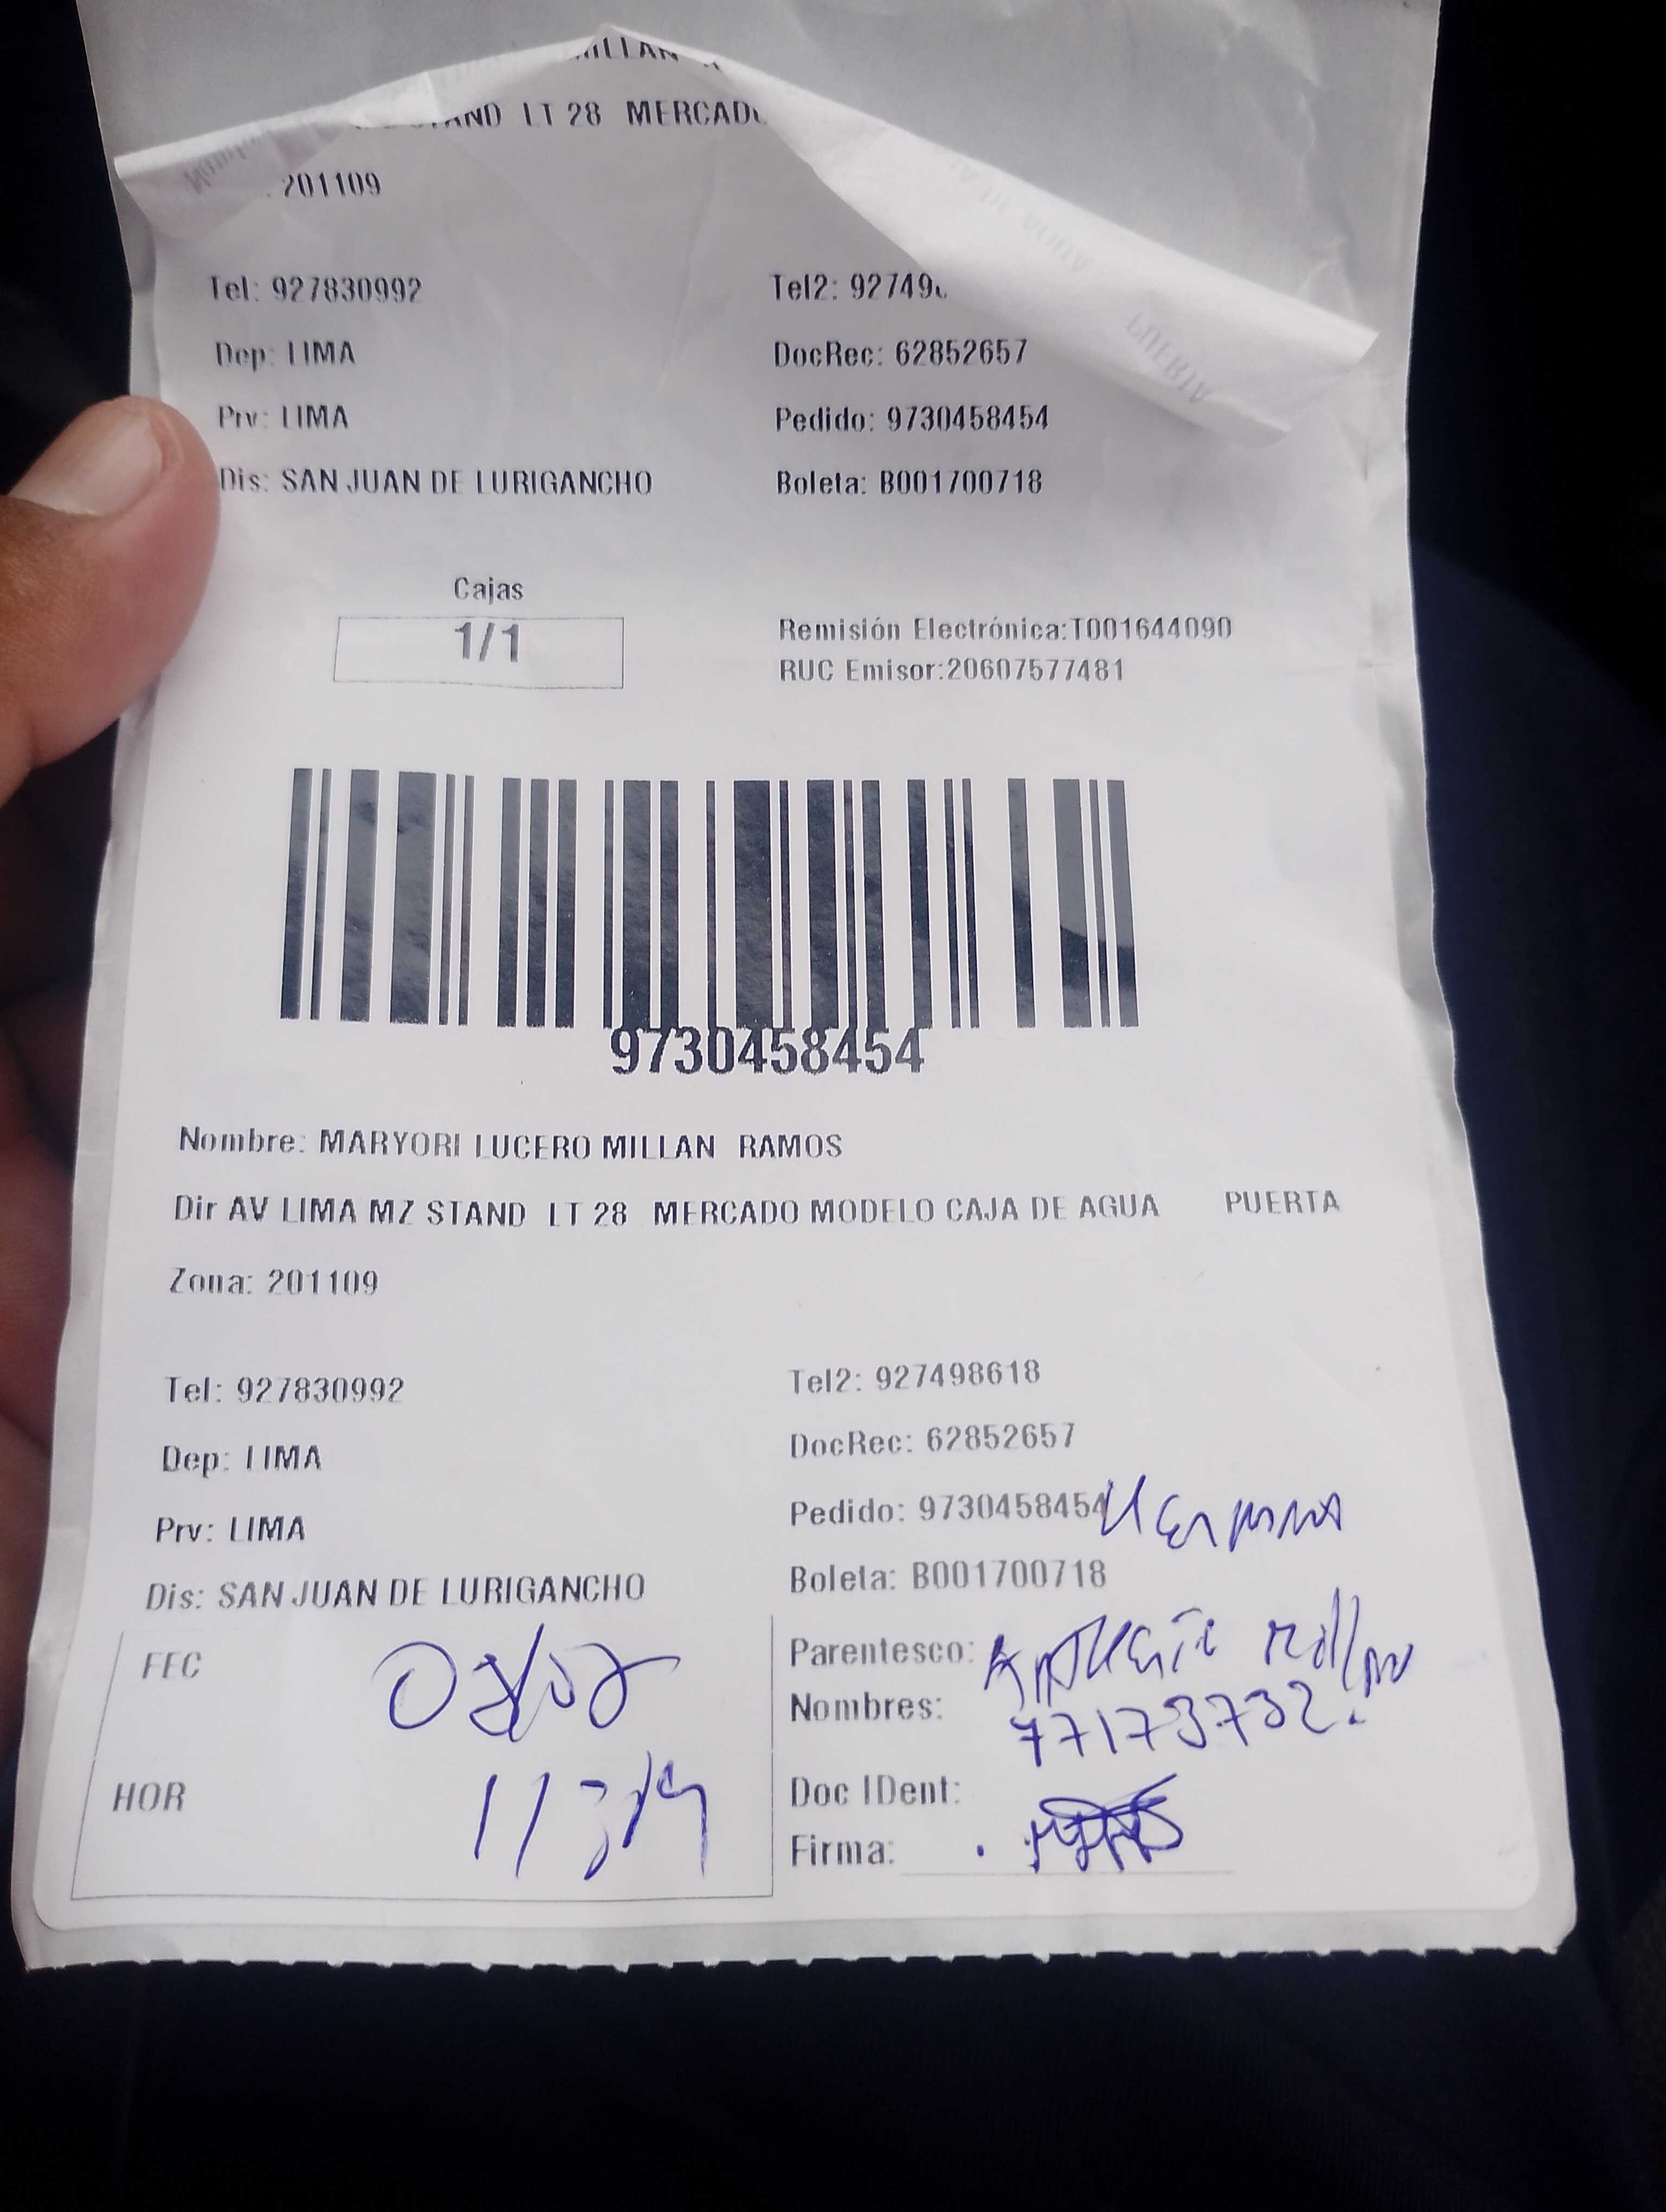 MILLAN
STAND LT 28 MERCADO
201109
Tel: 927830992 Tel2: 92749
Dep: LIMA DocRec: 62852657
Prv: LIMA Pedido: 9730458454
Dis: SAN JUAN DE LURIGANCHO Boleta: B001700718
PUERTA
Cajas
1/1
Remisión Electrónica:T001644090
RUC Emisor:20607577481
9730458454
Nombre: MARYORI LUCERO MILLAN RAMOS
Dir AV LIMA MZ STAND LT 28 MERCADO MODELO CAJA DE AGUA PUERTA
Zona: 201109
Tel: 927830992 Tel2: 927498618
Dep: LIMA DocRec: 62852657
Prv: LIMA Pedido: 9730458454 Hermana
Dis: SAN JUAN DE LURIGANCHO Boleta: B001700718
FEC Parentesco:
Nombres: 77173732.
HOR Doc IDent:
Firma: